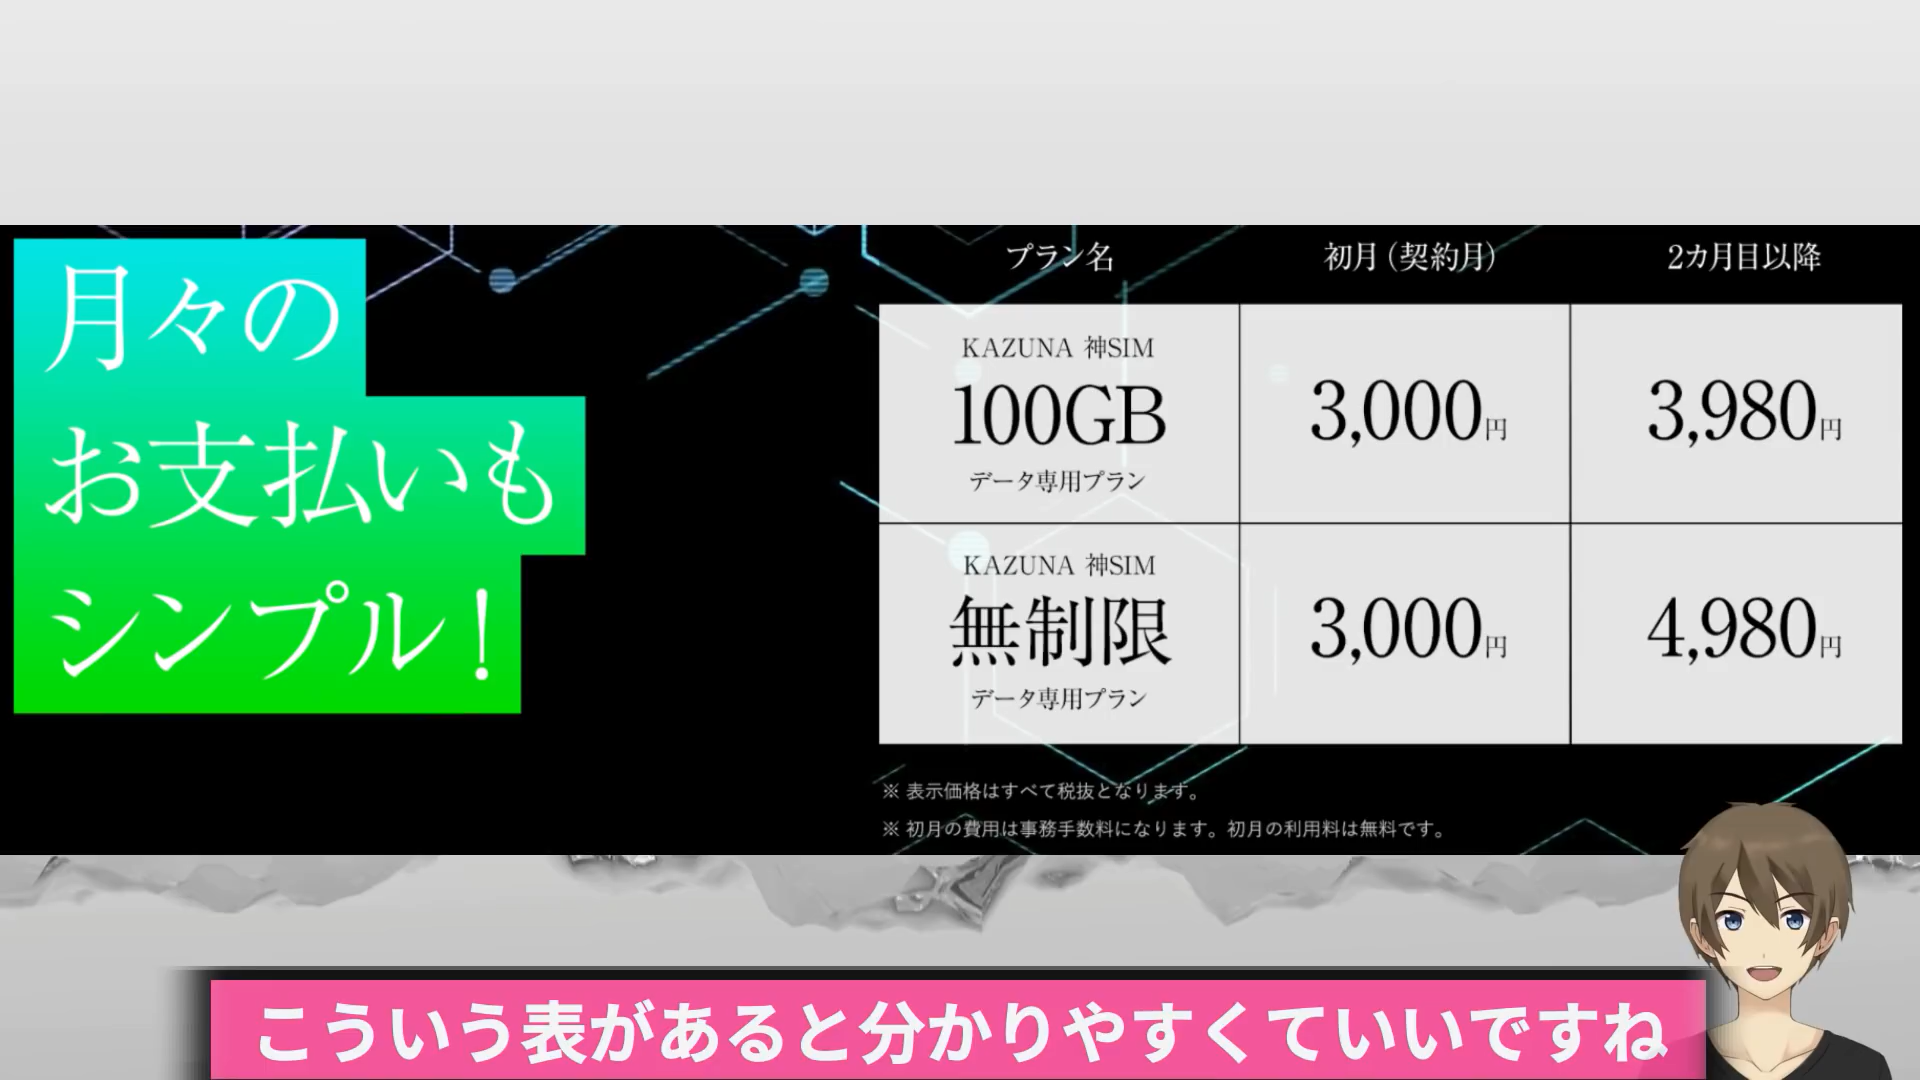 月々の
お支払いも
シンプル！
プラン名 初月（契約月） 2カ月目以降
KAZUNA 神SIM
100GB
データ専用プラン
3,000円
3,980円
KAZUNA 神SIM
無制限
データ専用プラン
3,000円
4,980円
※ 表示価格はすべて税抜となります。
※ 初月の費用は事務手数料になります。初月の利用料は無料です。
こういう表があると分かりやすくていいですね